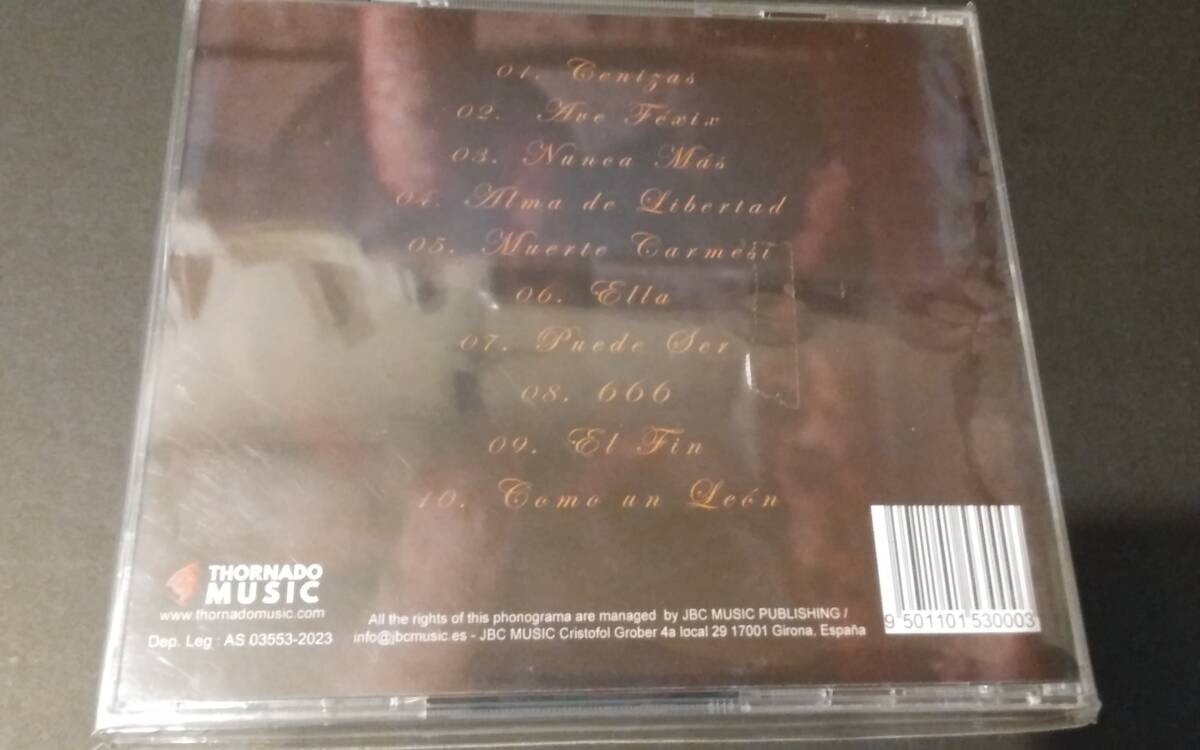 01. Cenizas
02. Ave Féxix
03. Nunca Más
04. Alma de Libertad
05. Muerte Carmesí
06. Ella
07. Puede Ser
08. 666
09. El Fin
10. Como un León
THORNADO
MUSIC
www.thornadomusic.com
Dep. Leg : AS 03553-2023
All the rights of this phonograma are managed by JBC MUSIC PUBLISHING /
info@jbcmusic.es - JBC MUSIC Cristofol Grober 4a local 29 17001 Girona, España
9 501101 530003